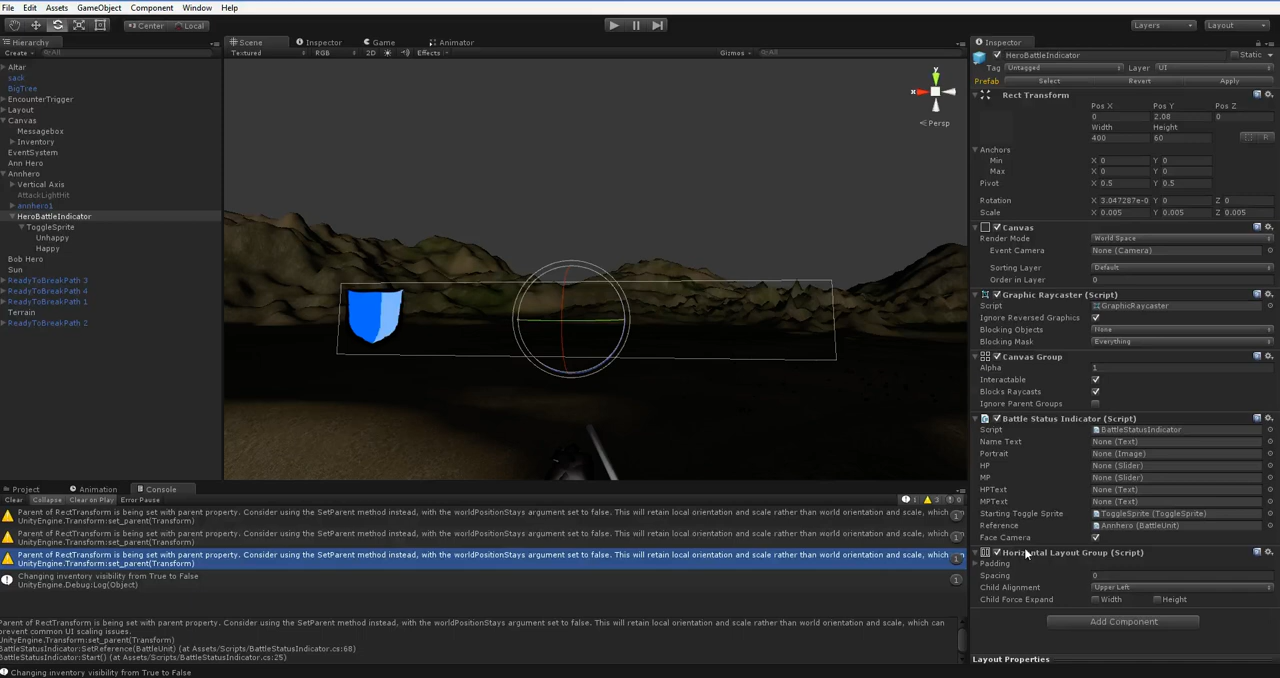 File Edit Assets GameObject Component Window Help
Center Local Layers Layout
Hierarchy Scene Inspector Game Animator Inspector
Create All Textured RGB 2D Effects Gizmos All
Altar
sack
BigTree
EncounterTrigger
Layout
Canvas
Messagebox
Inventory
EventSystem
Ann Hero
Annhero
Vertical Axis
AttackLightHit
annhero1
HeroBattleIndicator
ToggleSprite
Unhappy
Happy
Bob Hero
Sun
ReadyToBreakPath 3
ReadyToBreakPath 4
ReadyToBreakPath 1
Terrain
ReadyToBreakPath 2
y
x
Persp
HeroBattleIndicator Static
Tag Untagged Layer UI
Prefab Select Revert Apply
Rect Transform
Pos X Pos Y Pos Z
0 2.08 0
Width Height
400 60
R
Anchors
Min X 0 Y 0
Max X 0 Y 0
Pivot X 0.5 Y 0.5
Rotation X 3.047287e-0 Y 0 Z 0
Scale X 0.005 Y 0.005 Z 0.005
Canvas
Render Mode World Space
Event Camera None (Camera)
Sorting Layer Default
Order in Layer 0
Graphic Raycaster (Script)
Script GraphicRaycaster
Ignore Reversed Graphics
Blocking Objects None
Blocking Mask Everything
Canvas Group
Alpha 1
Interactable
Blocks Raycasts
Ignore Parent Groups
Battle Status Indicator (Script)
Script BattleStatusIndicator
Name Text None (Text)
Portrait None (Image)
HP None (Slider)
MP None (Slider)
HPText None (Text)
MPText None (Text)
Starting Toggle Sprite ToggleSprite (ToggleSprite)
Reference Annhero (BattleUnit)
Face Camera
Horizontal Layout Group (Script)
Padding
Spacing 0
Child Alignment Upper Left
Child Force Expand Width Height
Add Component
Layout Properties
Project Animation Console
Clear Collapse Clear on Play Error Pause 1 3 0
Parent of RectTransform is being set with parent property. Consider using the SetParent method instead, with the worldPositionStays argument set to false. This will retain local orientation and scale rather than world orientation and scale, which
UnityEngine.Transform:set_parent(Transform) 1
Parent of RectTransform is being set with parent property. Consider using the SetParent method instead, with the worldPositionStays argument set to false. This will retain local orientation and scale rather than world orientation and scale, which
UnityEngine.Transform:set_parent(Transform) 1
Parent of RectTransform is being set with parent property. Consider using the SetParent method instead, with the worldPositionStays argument set to false. This will retain local orientation and scale rather than world orientation and scale, which
UnityEngine.Transform:set_parent(Transform) 1
Changing inventory visibility from True to False
UnityEngine.Debug:Log(Object) 1
Parent of RectTransform is being set with parent property. Consider using the SetParent method instead, with the worldPositionStays argument set to false. This will retain local orientation and scale rather than world orientation and scale, which can
prevent common UI scaling issues.
UnityEngine.Transform:set_parent(Transform)
BattleStatusIndicator:SetReference(BattleUnit) (at Assets/Scripts/BattleStatusIndicator.cs:68)
BattleStatusIndicator:Start() (at Assets/Scripts/BattleStatusIndicator.cs:25)
Changing inventory visibility from True to False